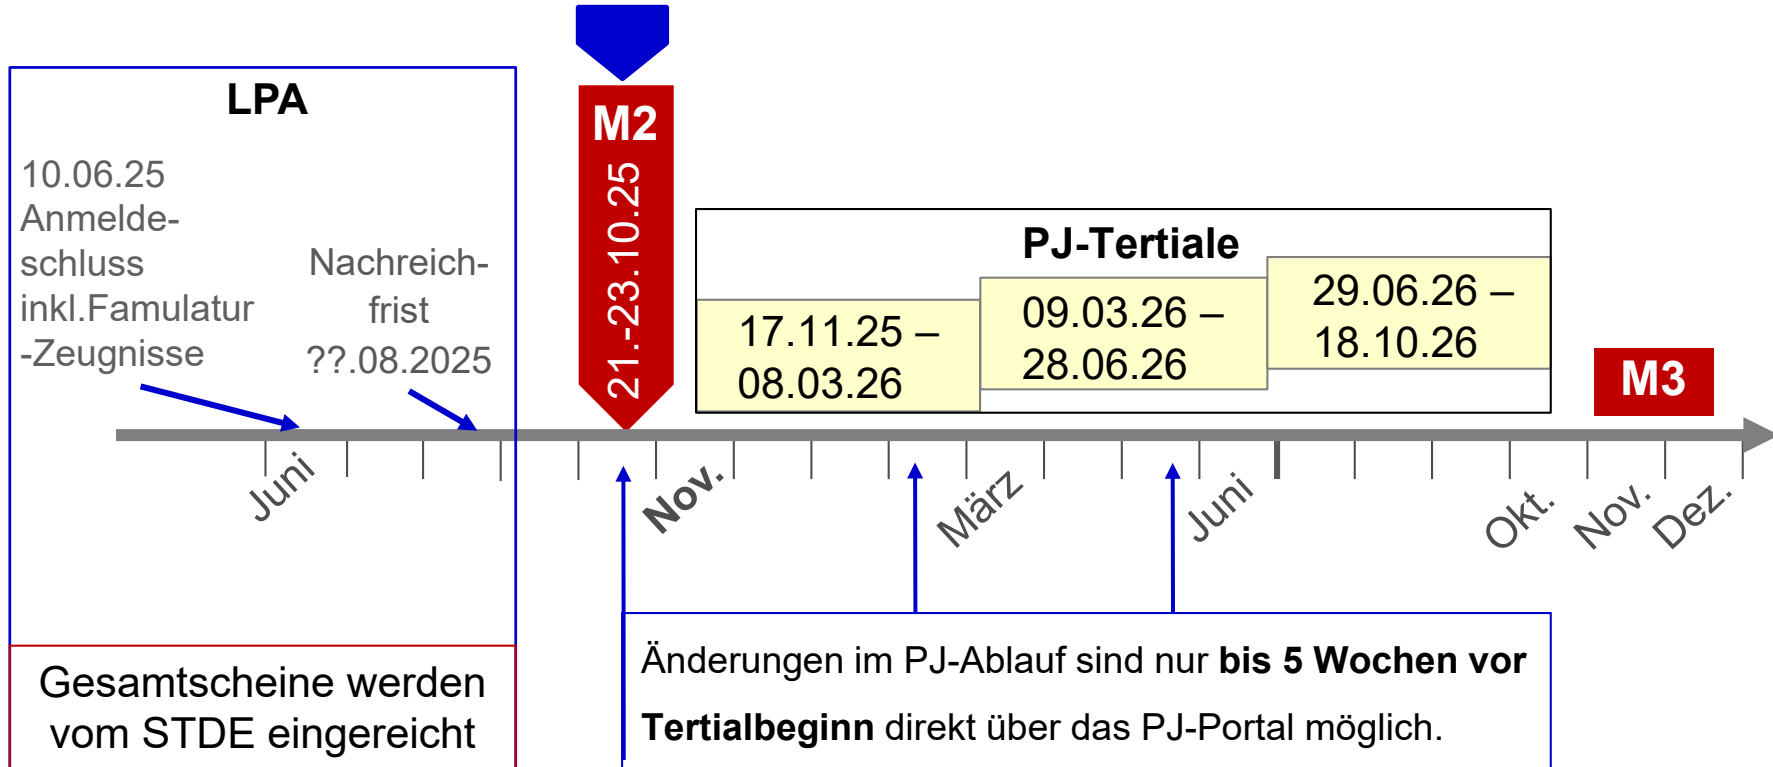 LPA
10.06.25
Anmelde-
schluss
inkl.Famulatur
-Zeugnisse
Nachreich-
frist
??.08.2025
M2
21.-23.10.25
PJ-Tertiale
17.11.25 –
08.03.26
09.03.26 –
28.06.26
29.06.26 –
18.10.26
M3
Juni
Nov.
März
Juni
Okt.
Nov.
Dez.
Gesamtscheine werden
vom STDE eingereicht
Änderungen im PJ-Ablauf sind nur bis 5 Wochen vor
Tertialbeginn direkt über das PJ-Portal möglich.